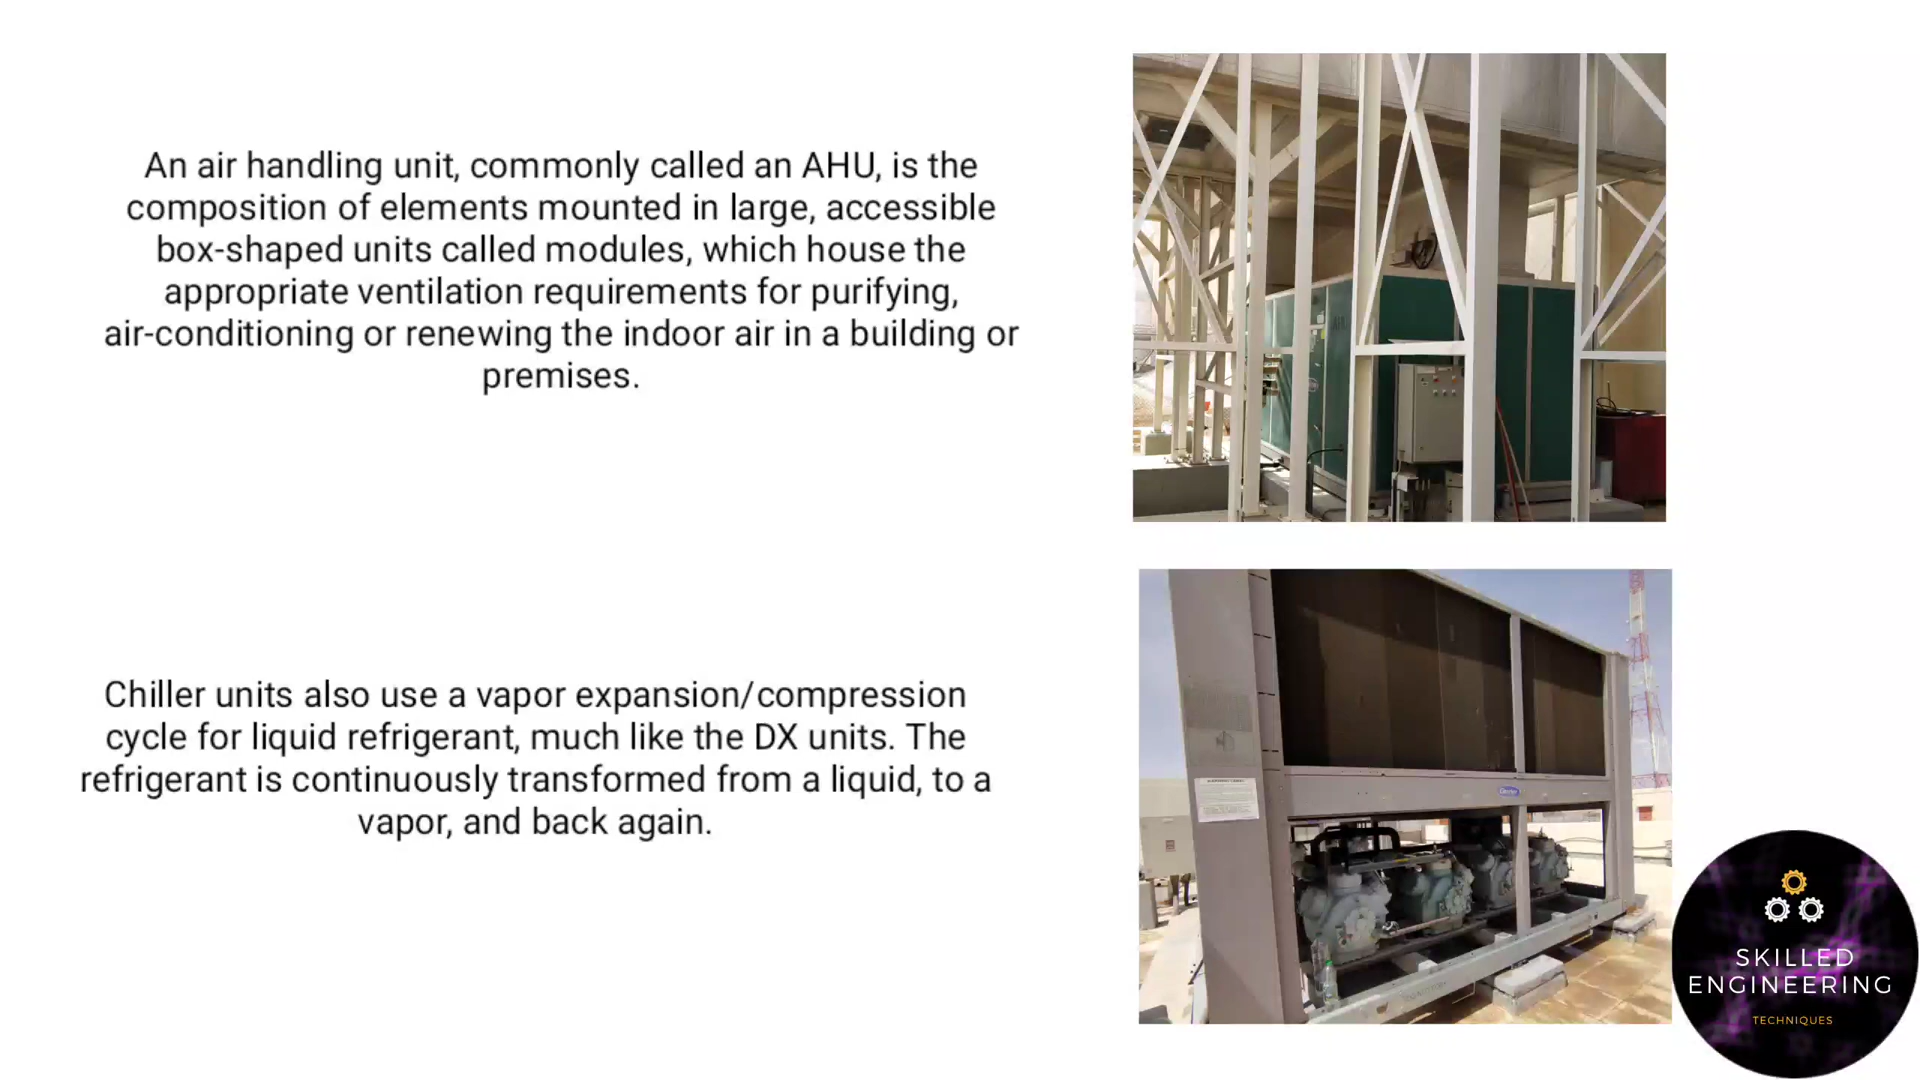 An air handling unit, commonly called an AHU, is the
composition of elements mounted in large, accessible
box-shaped units called modules, which house the
appropriate ventilation requirements for purifying,
air-conditioning or renewing the indoor air in a building or
premises.
Chiller units also use a vapor expansion/compression
cycle for liquid refrigerant, much like the DX units. The
refrigerant is continuously transformed from a liquid, to a
vapor, and back again.
Carrier
SKILLED
ENGINEERING
TECHNIQUES